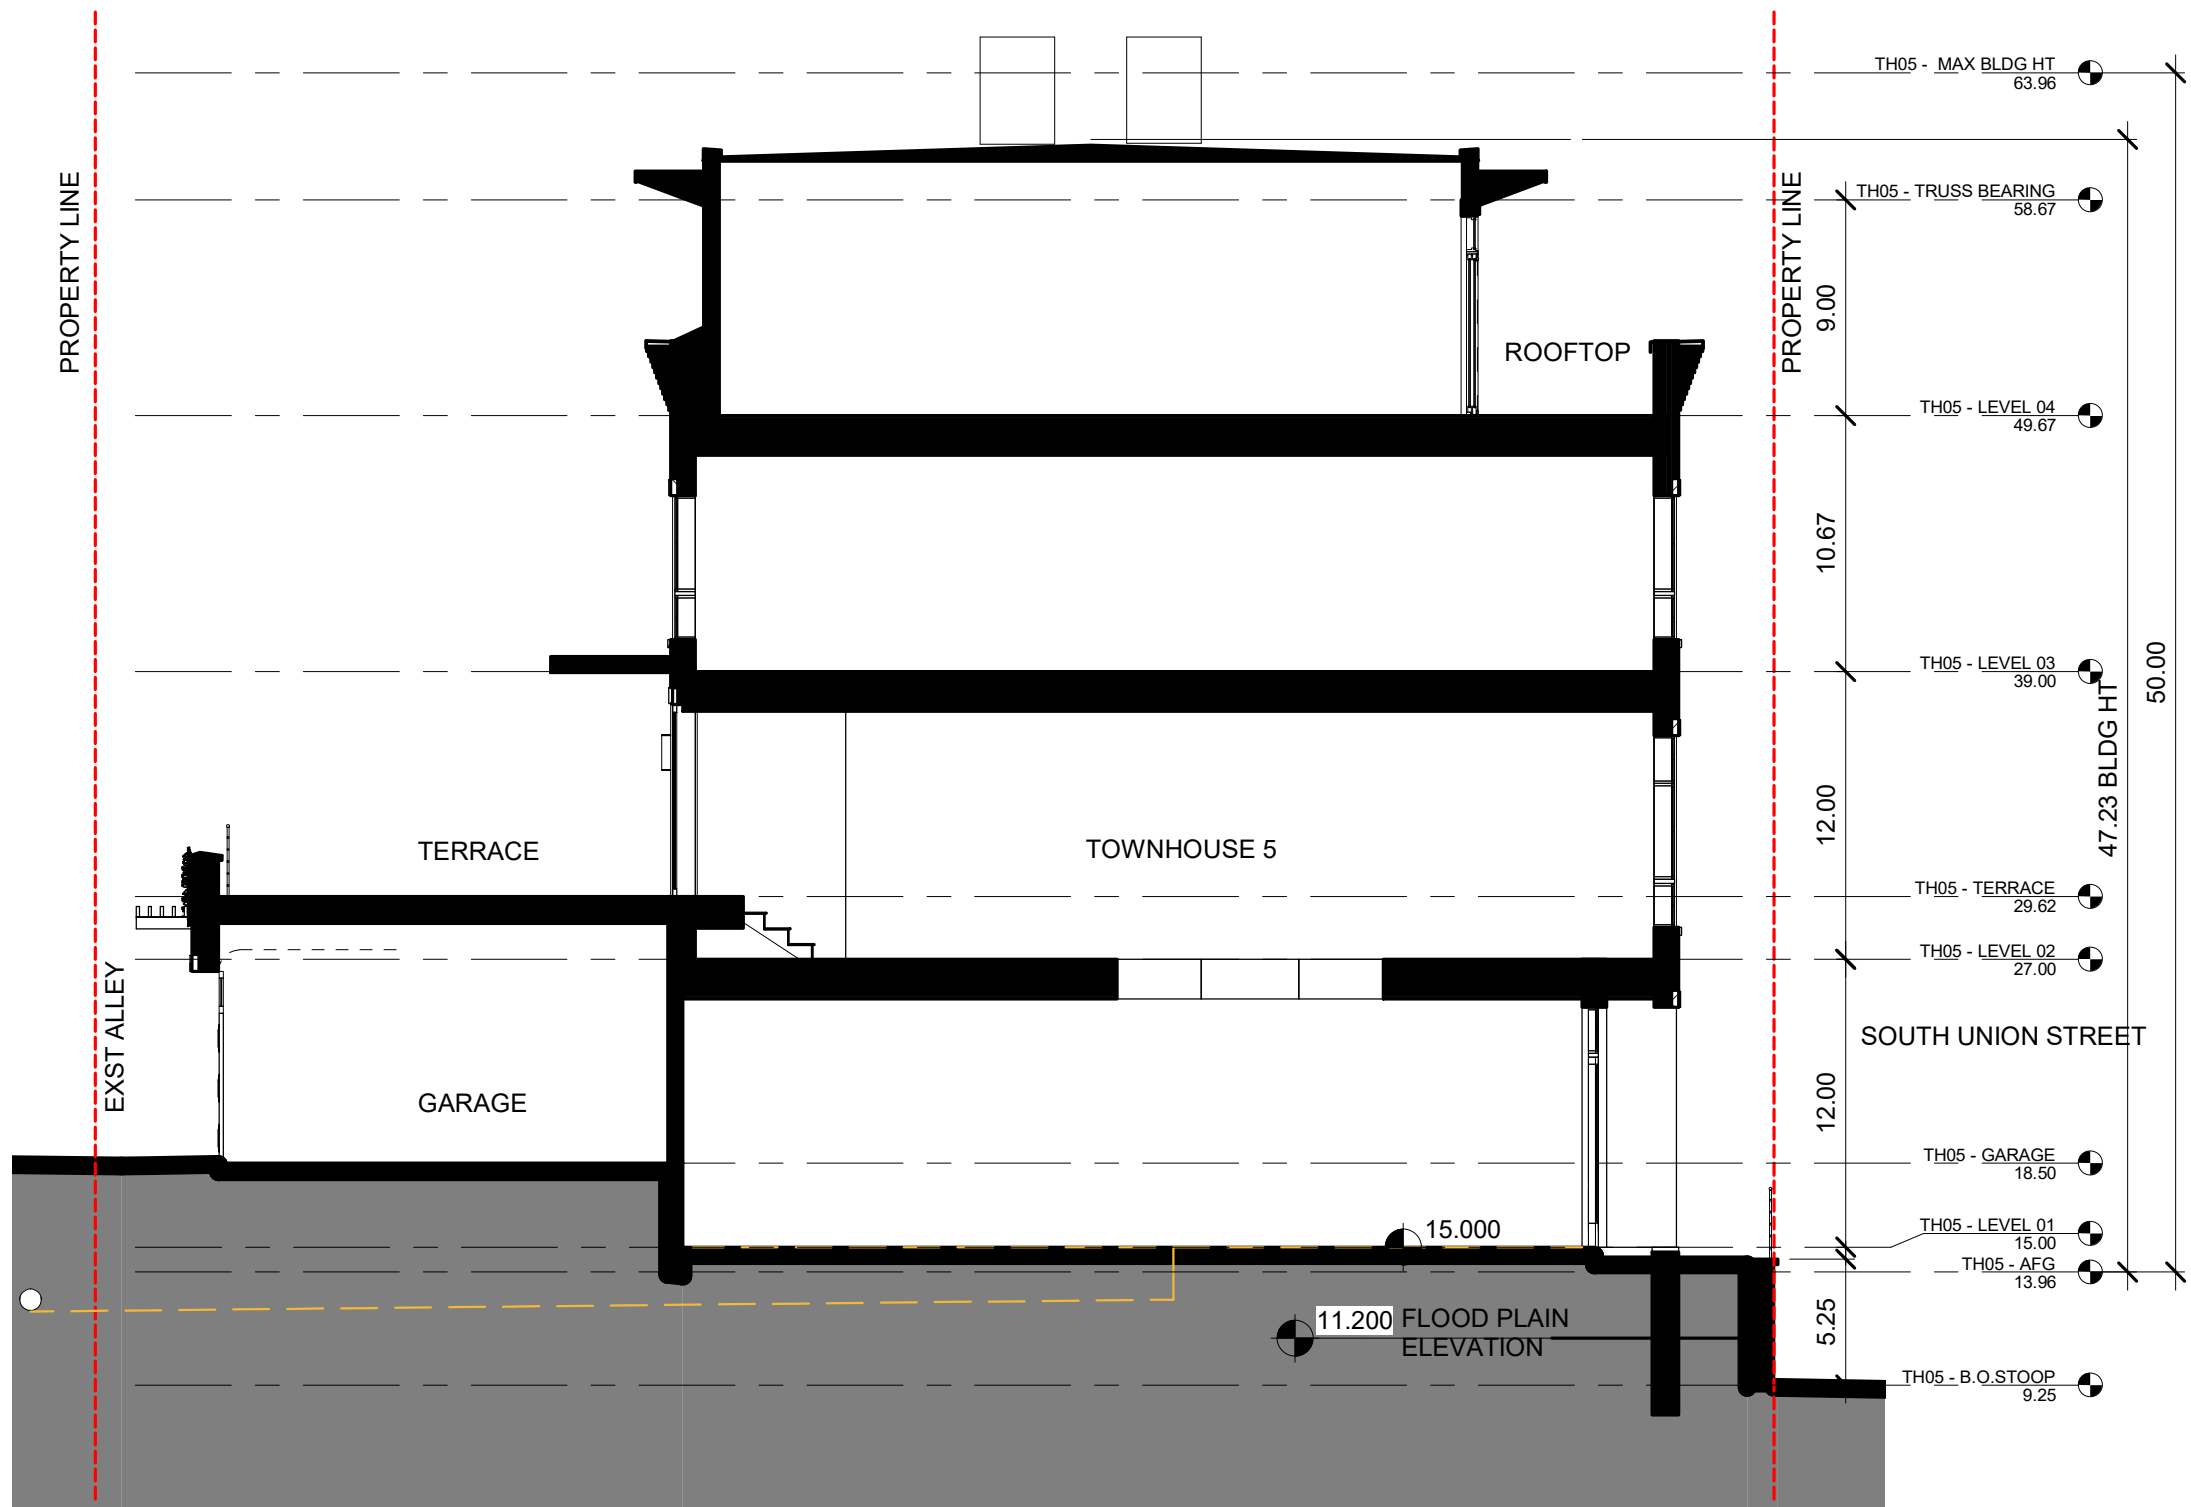 TH05 - MAX BLDG HT
63.96
PROPERTY LINE
PROPERTY LINE
TH05 - TRUSS BEARING
58.67
9.00
ROOFTOP
TH05 - LEVEL 04
49.67
10.67
50.00
TH05 - LEVEL 03
39.00
47.23 BLDG HT
12.00
TERRACE
TOWNHOUSE 5
TH05 - TERRACE
29.62
TH05 - LEVEL 02
27.00
EXST ALLEY
SOUTH UNION STREET
GARAGE
12.00
TH05 - GARAGE
18.50
15.000
TH05 - LEVEL 01
15.00
TH05 - AFG
13.96
11.200 FLOOD PLAIN
ELEVATION
5.25
TH05 - B.O.STOOP
9.25